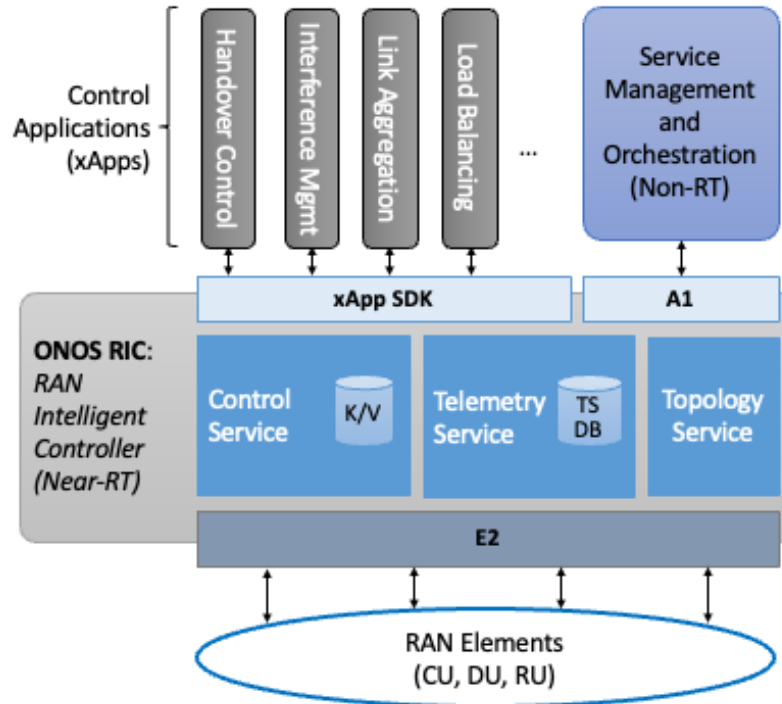 Control
Applications
(xApps)
Handover Control
Interference Mgmt
Link Aggregation
Load Balancing
...
Service
Management
and
Orchestration
(Non-RT)
xApp SDK
A1
ONOS RIC:
RAN
Intelligent
Controller
(Near-RT)
Control
Service
K/V
Telemetry
Service
TS
DB
Topology
Service
E2
RAN Elements
(CU, DU, RU)